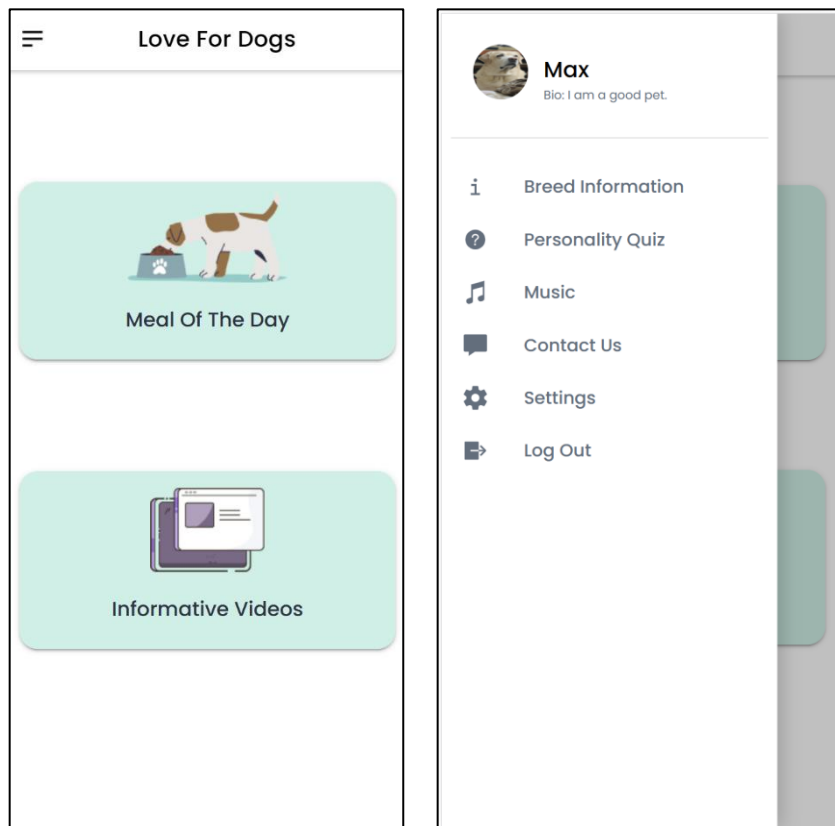 Love For Dogs
Meal Of The Day
Informative Videos
Max
Bio: I am a good pet.
Breed Information
Personality Quiz
Music
Contact Us
Settings
Log Out